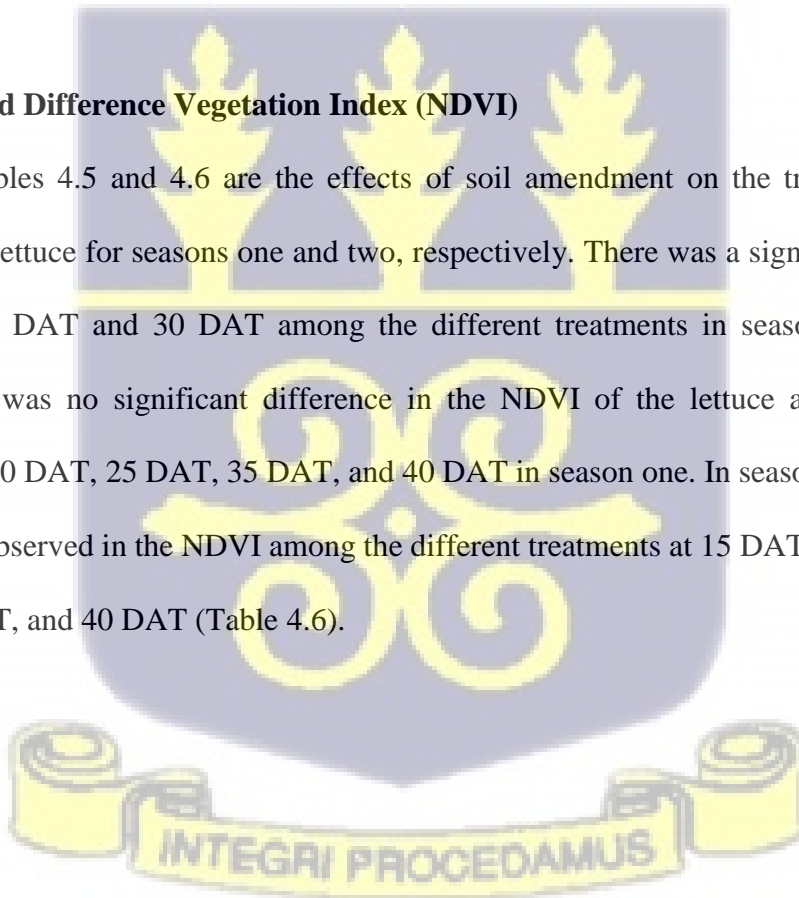 d Difference Vegetation Index (NDVI)
bles 4.5 and 4.6 are the effects of soil amendment on the tr
lettuce for seasons one and two, respectively. There was a sign
DAT and 30 DAT among the different treatments in seaso
was no significant difference in the NDVI of the lettuce a
0 DAT, 25 DAT, 35 DAT, and 40 DAT in season one. In seaso
bserved in the NDVI among the different treatments at 15 DAT
T, and 40 DAT (Table 4.6).
INTEGRI PROCEDAMUS